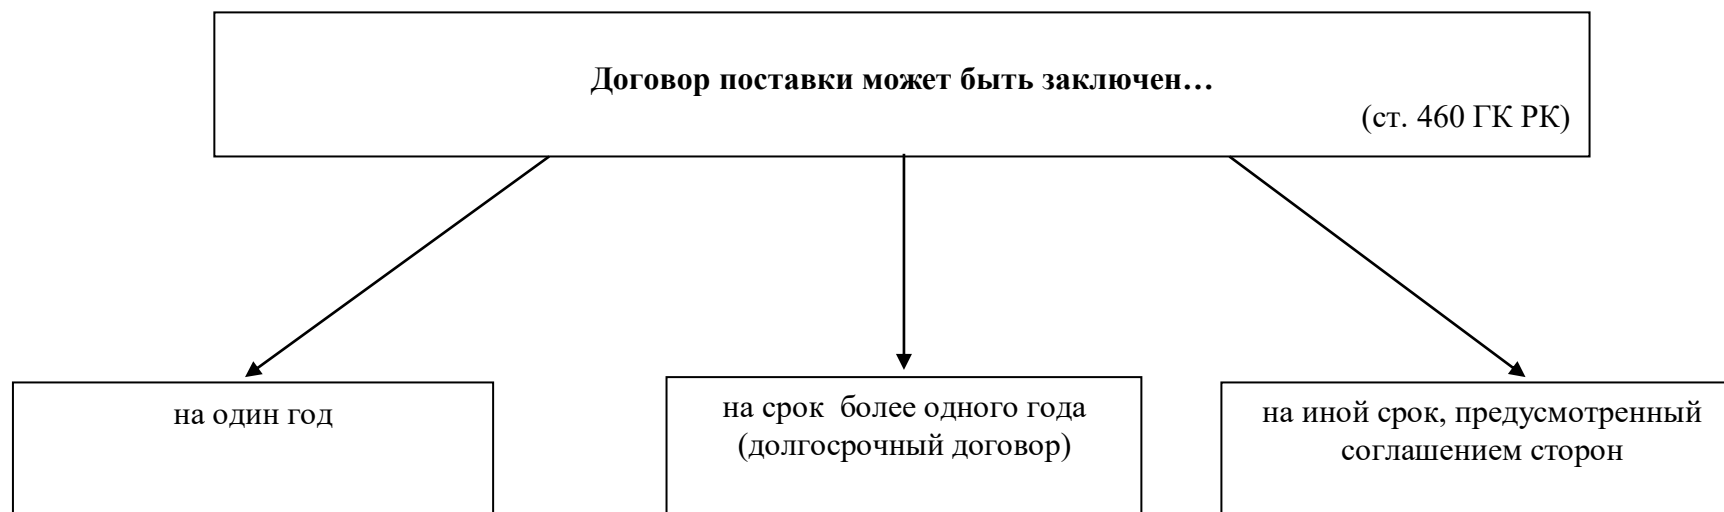 Договор поставки может быть заключен…
(ст. 460 ГК РК)
на один год
на срок  более одного года
(долгосрочный договор)
на иной срок, предусмотренный
соглашением сторон